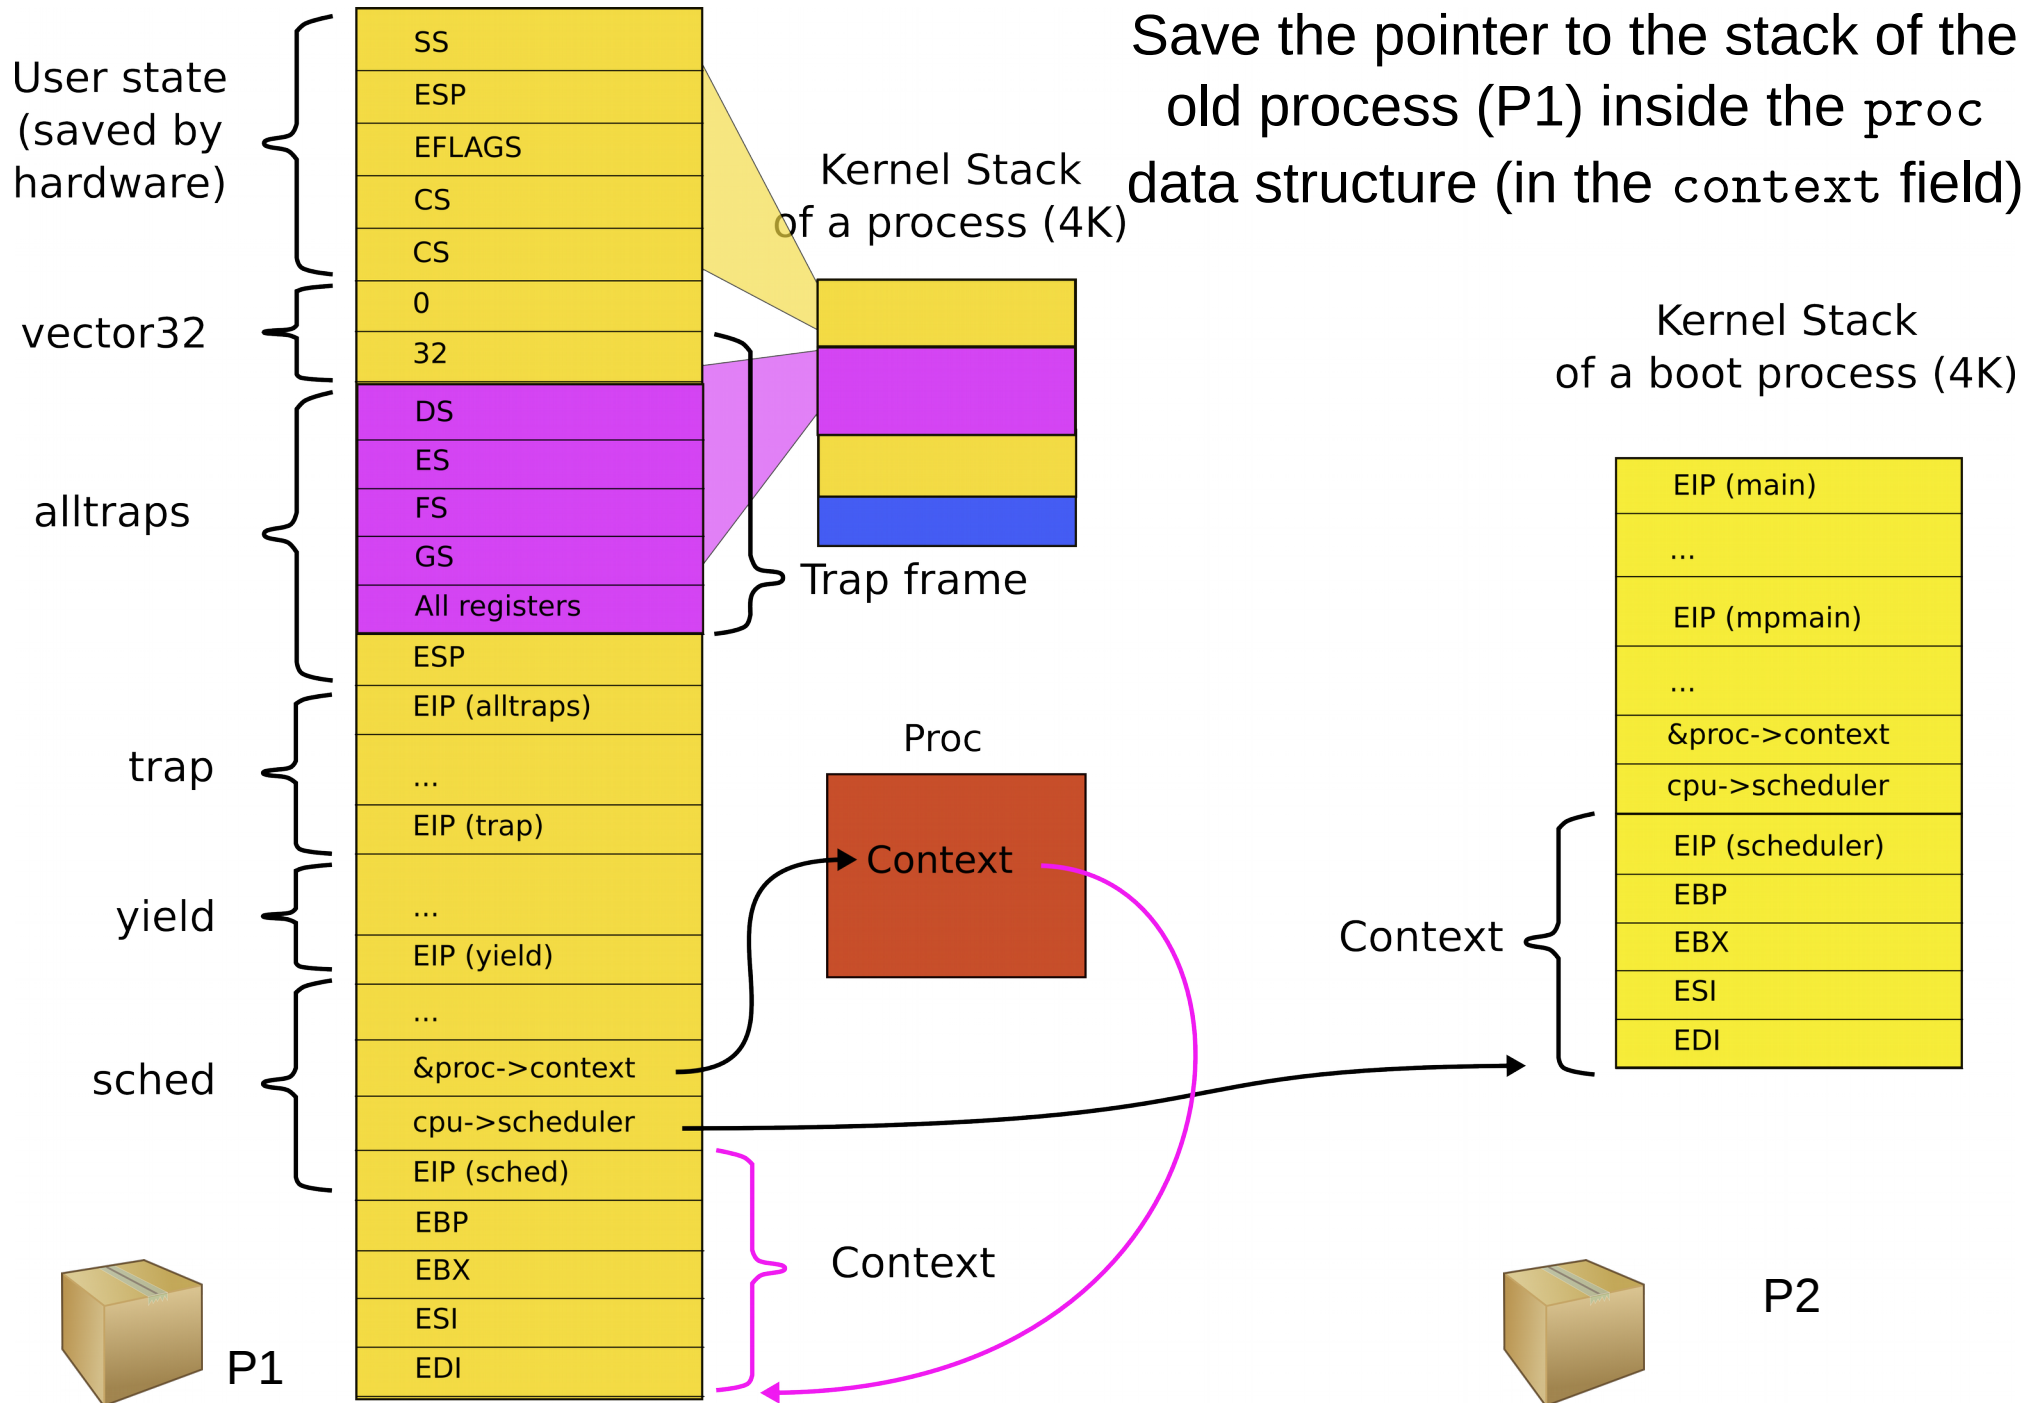 Save the pointer to the stack of the
old process (P1) inside the proc
data structure (in the context field)
User state
(saved by
hardware)
vector32
alltraps
trap
yield
sched
SS
ESP
EFLAGS
CS
CS
0
32
DS
ES
FS
GS
All registers
ESP
EIP (alltraps)
...
EIP (trap)
...
EIP (yield)
...
&proc->context
cpu->scheduler
EIP (sched)
EBP
EBX
ESI
EDI
P1
Kernel Stack
of a process (4K)
Trap frame
Proc
Context
Context
Kernel Stack
of a boot process (4K)
EIP (main)
...
EIP (mpmain)
...
&proc->context
cpu->scheduler
EIP (scheduler)
EBP
EBX
ESI
EDI
Context
P2